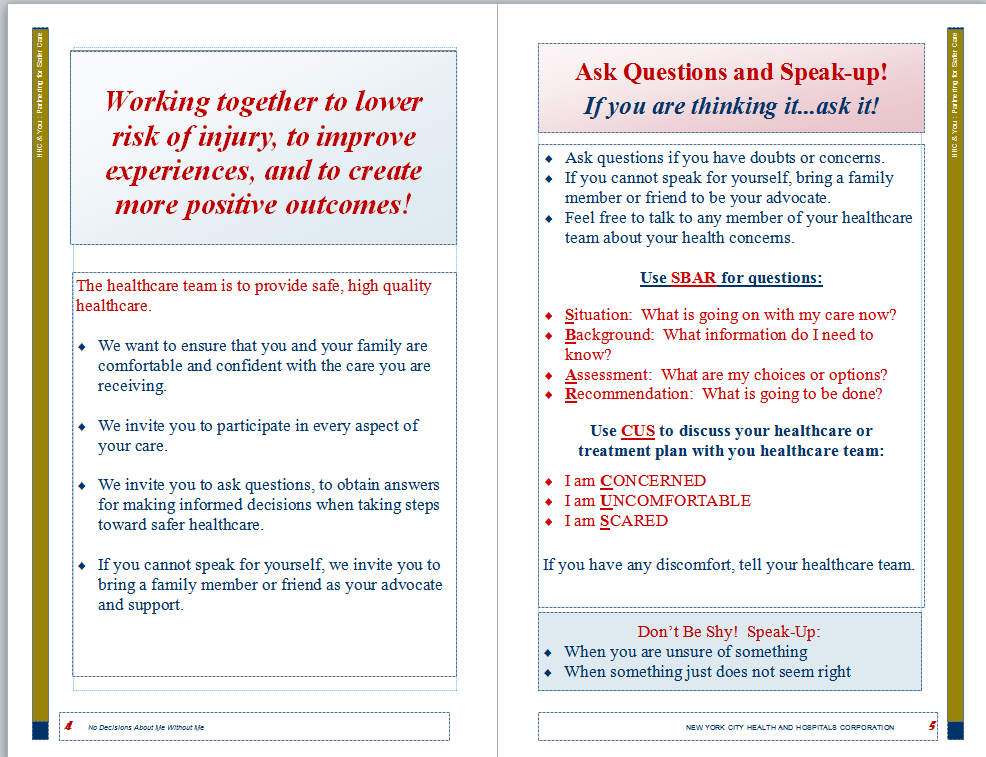 HHC & You : Partnering for Safer Care
Working together to lower
risk of injury, to improve
experiences, and to create
more positive outcomes!
The healthcare team is to provide safe, high quality
healthcare.
We want to ensure that you and your family are
comfortable and confident with the care you are
receiving.
We invite you to participate in every aspect of
your care.
We invite you to ask questions, to obtain answers
for making informed decisions when taking steps
toward safer healthcare.
If you cannot speak for yourself, we invite you to
bring a family member or friend as your advocate
and support.
4 No Decisions About Me Without Me
Ask Questions and Speak-up!
If you are thinking it...ask it!
Ask questions if you have doubts or concerns.
If you cannot speak for yourself, bring a family
member or friend to be your advocate.
Feel free to talk to any member of your healthcare
team about your health concerns.
Use SBAR for questions:
Situation:  What is going on with my care now?
Background:  What information do I need to
know?
Assessment:  What are my choices or options?
Recommendation:  What is going to be done?
Use CUS to discuss your healthcare or
treatment plan with you healthcare team:
I am CONCERNED
I am UNCOMFORTABLE
I am SCARED
If you have any discomfort, tell your healthcare team.
Don't Be Shy!  Speak-Up:
When you are unsure of something
When something just does not seem right
NEW YORK CITY HEALTH AND HOSPITALS CORPORATION 5
HHC & You : Partnering for Safer Care